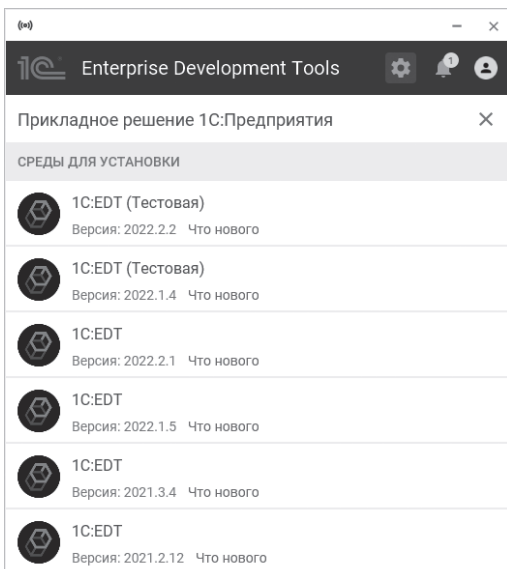 1С Enterprise Development Tools 1
Прикладное решение 1С:Предприятия
СРЕДЫ ДЛЯ УСТАНОВКИ
1C:EDT (Тестовая)
Версия: 2022.2.2 Что нового
1C:EDT (Тестовая)
Версия: 2022.1.4 Что нового
1C:EDT
Версия: 2022.2.1 Что нового
1C:EDT
Версия: 2022.1.5 Что нового
1C:EDT
Версия: 2021.3.4 Что нового
1C:EDT
Версия: 2021.2.12 Что нового